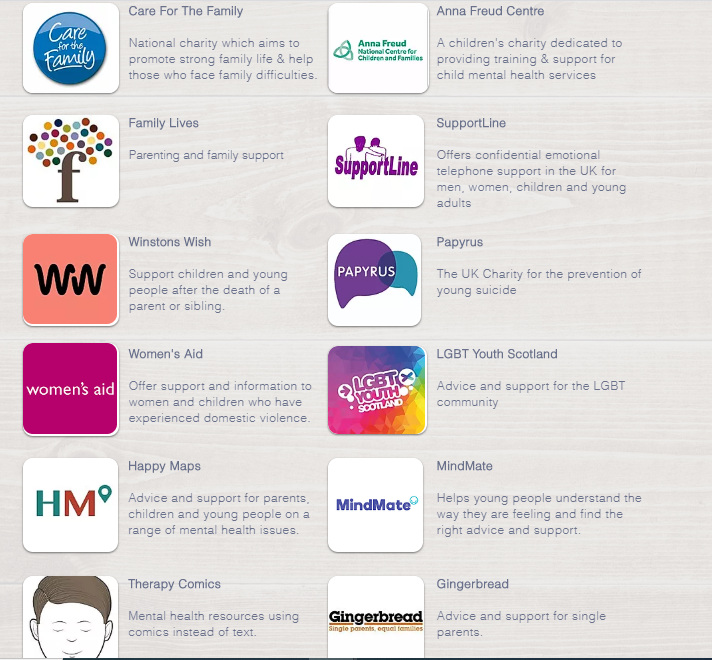 Care
for the
Family
Care For The Family
National charity which aims to
promote strong family life & help
those who face family difficulties.
Anna Freud
National Centre for
Children and Families
Anna Freud Centre
A children's charity dedicated to
providing training & support for
child mental health services
f
Family Lives
Parenting and family support
SupportLine
SupportLine
Offers confidential emotional
telephone support in the UK for
men, women, children and young
adults
WW
Winstons Wish
Support children and young
people after the death of a
parent or sibling.
PAPYRUS
Papyrus
The UK Charity for the prevention of
young suicide
women's aid
Women's Aid
Offer support and information to
women and children who have
experienced domestic violence.
LGBT
YOUTH
SCOTLAND
LGBT Youth Scotland
Advice and support for the LGBT
community
HM
Happy Maps
Advice and support for parents,
children and young people on a
range of mental health issues.
MindMate
MindMate
Helps young people understand the
way they are feeling and find the
right advice and support.
Therapy Comics
Mental health resources using
comics instead of text.
Gingerbread
Single parents, equal families
Gingerbread
Advice and support for single
parents.